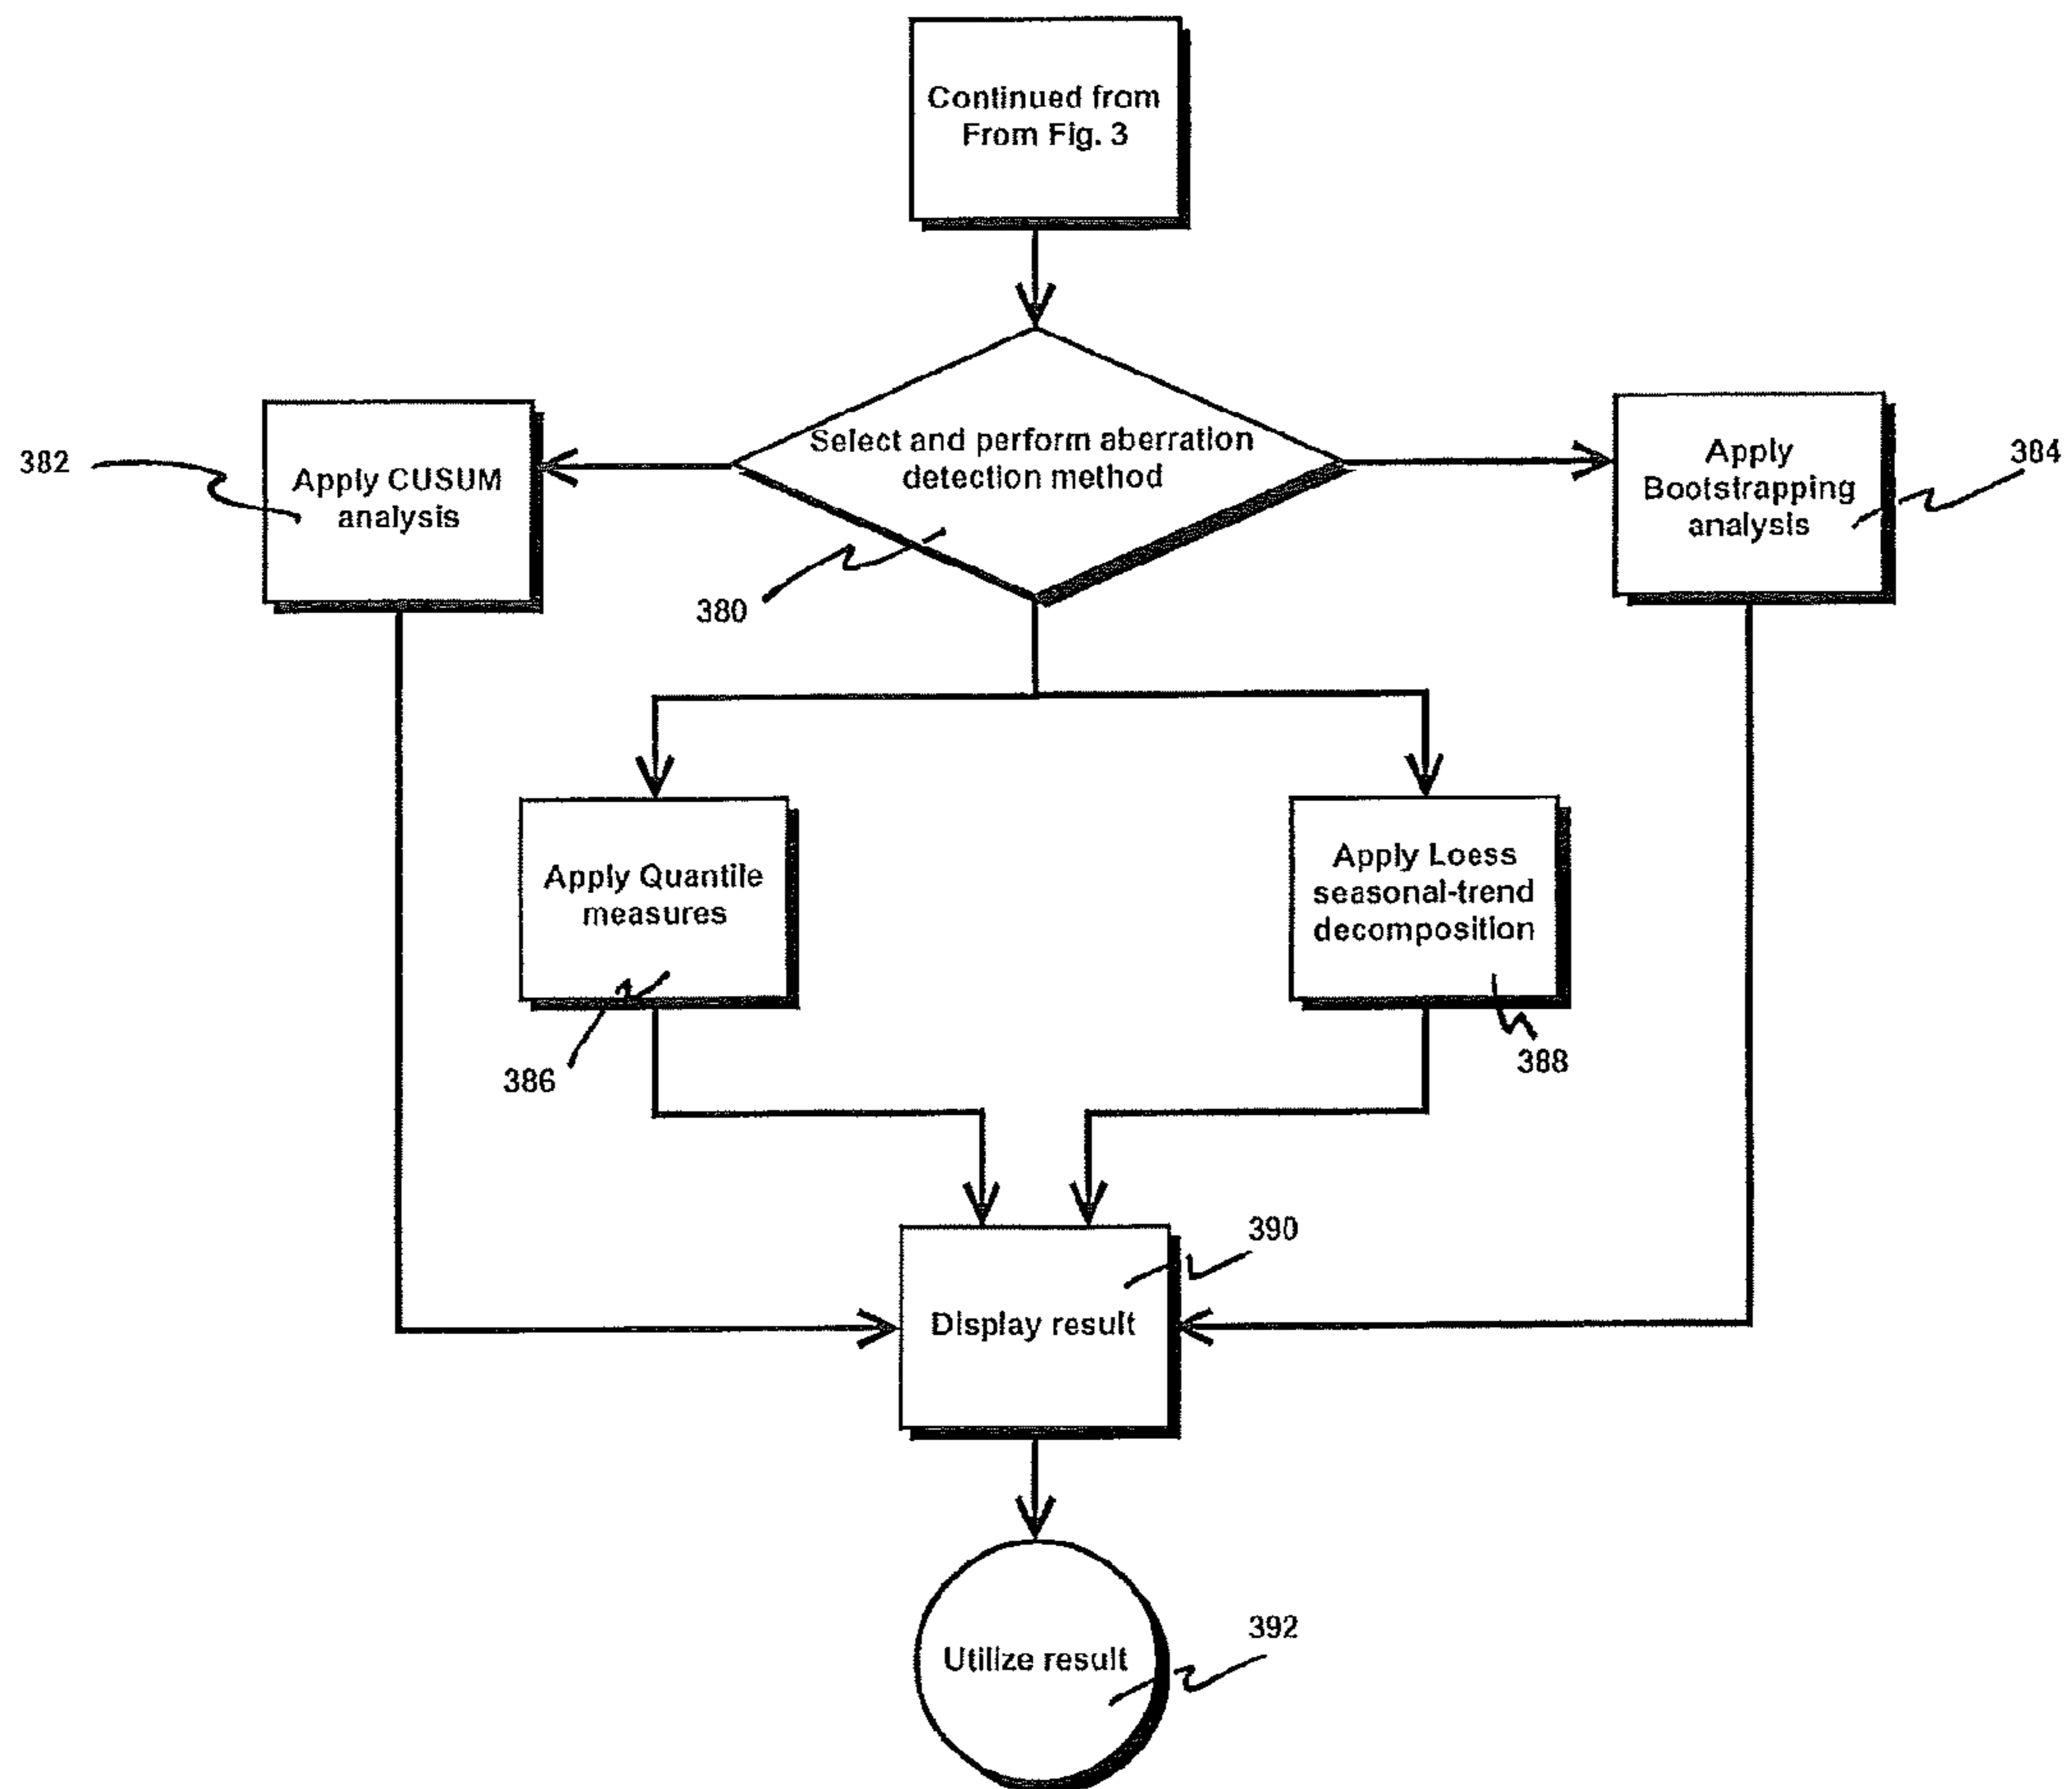 Continued from
From Fig. 3
Select and perform aberration
detection method
380
382
Apply CUSUM
analysis
Apply
Bootstrapping
analysis
384
Apply Quantile
measures
386
Apply Loess
seasonal-trend
decomposition
388
390
Display result
392
Utilize result